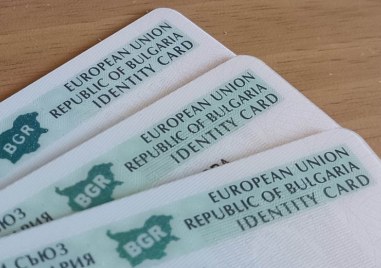 EUROPEAN UNION
REPUBLIC OF BULGARIA
IDENTITY CARD
BGR
EUROPEAN UNION
REPUBLIC OF BULGARIA
IDENTITY CARD
BGR
EUROPEAN UNION
REPUBLIC OF BULGARIA
IDENTITY CARD
BGR
СЪЮЗ